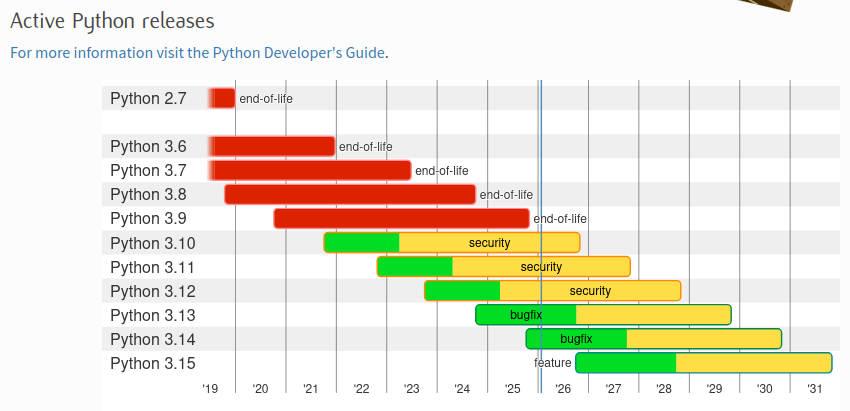 Active Python releases
For more information visit the Python Developer's Guide.
Python 2.7 end-of-life
Python 3.6 end-of-life
Python 3.7 end-of-life
Python 3.8 end-of-life
Python 3.9 end-of-life
Python 3.10 security
Python 3.11 security
Python 3.12 security
Python 3.13 bugfix
Python 3.14 bugfix
Python 3.15 feature
'19 '20 '21 '22 '23 '24 '25 '26 '27 '28 '29 '30 '31